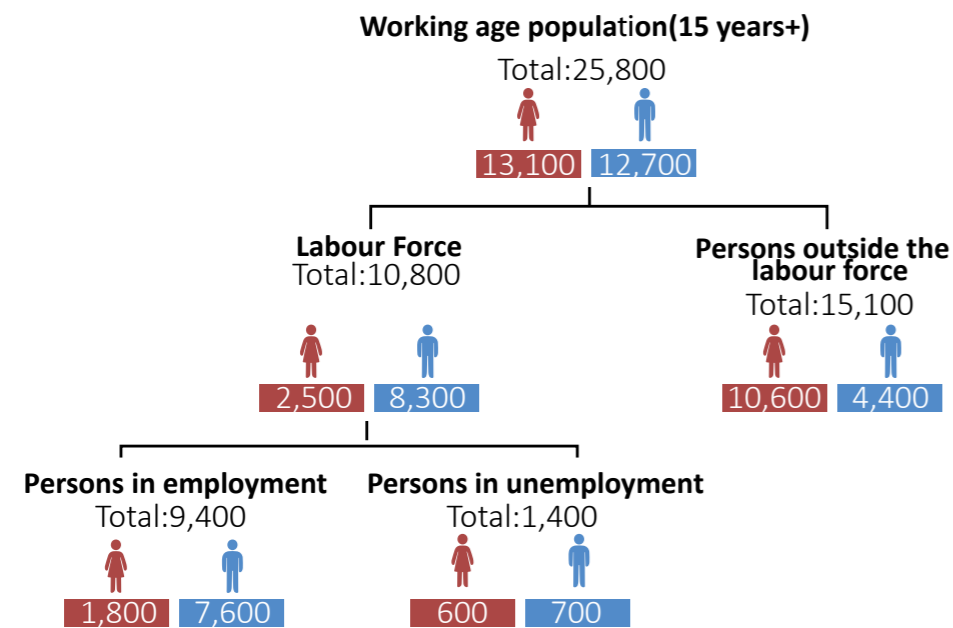 Working age population(15 years+)
Total:25,800
13,100 12,700
Labour Force
Total:10,800
2,500 8,300
Persons outside the
labour force
Total:15,100
10,600 4,400
Persons in employment
Total:9,400
1,800 7,600
Persons in unemployment
Total:1,400
600 700